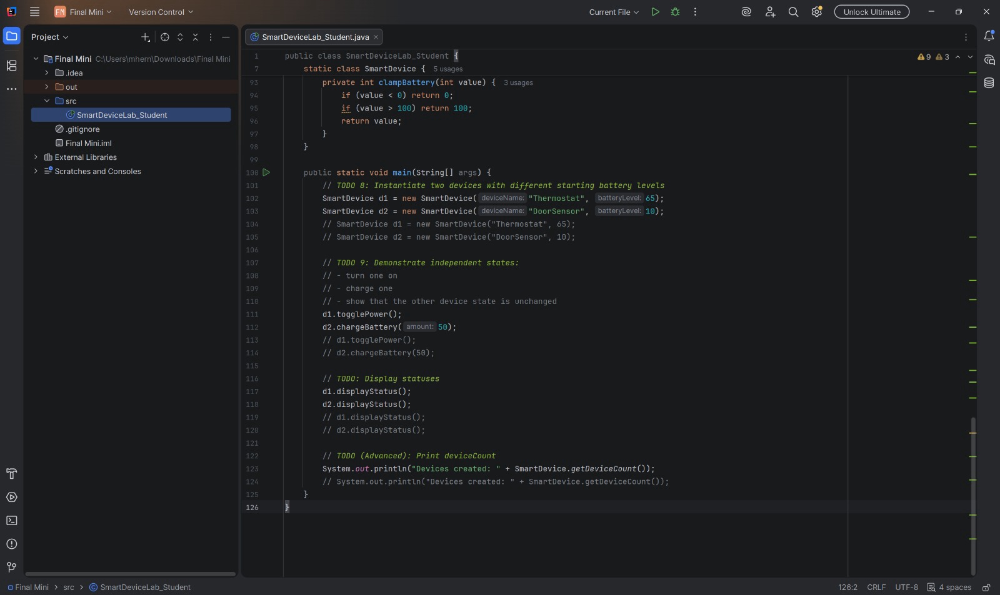 FM Final Mini Version Control Current File Unlock Ultimate
Project
SmartDeviceLab_Student.java
Final Mini C:\Users\mhern\Downloads\Final Mini
.idea
out
src
SmartDeviceLab_Student
.gitignore
Final Mini.iml
External Libraries
Scratches and Consoles
9 3
1 public class SmartDeviceLab_Student {
7 static class SmartDevice { 5 usages
93 private int clampBattery(int value) { 3 usages
94 if (value < 0) return 0;
95 if (value > 100) return 100;
96 return value;
97 }
98 }
99
100 public static void main(String[] args) {
101 // TODO 8: Instantiate two devices with different starting battery levels
102 SmartDevice d1 = new SmartDevice( deviceName: "Thermostat", batteryLevel: 65);
103 SmartDevice d2 = new SmartDevice( deviceName: "DoorSensor", batteryLevel: 10);
104 // SmartDevice d1 = new SmartDevice("Thermostat", 65);
105 // SmartDevice d2 = new SmartDevice("DoorSensor", 10);
106
107 // TODO 9: Demonstrate independent states:
108 // - turn one on
109 // - charge one
110 // - show that the other device state is unchanged
111 d1.togglePower();
112 d2.chargeBattery( amount: 50);
113 // d1.togglePower();
114 // d2.chargeBattery(50);
115
116 // TODO: Display statuses
117 d1.displayStatus();
118 d2.displayStatus();
119 // d1.displayStatus();
120 // d2.displayStatus();
121
122 // TODO (Advanced): Print deviceCount
123 System.out.println("Devices created: " + SmartDevice.getDeviceCount());
124 // System.out.println("Devices created: " + SmartDevice.getDeviceCount());
125 }
126 }
Final Mini > src > SmartDeviceLab_Student 126:2 CRLF UTF-8 4 spaces